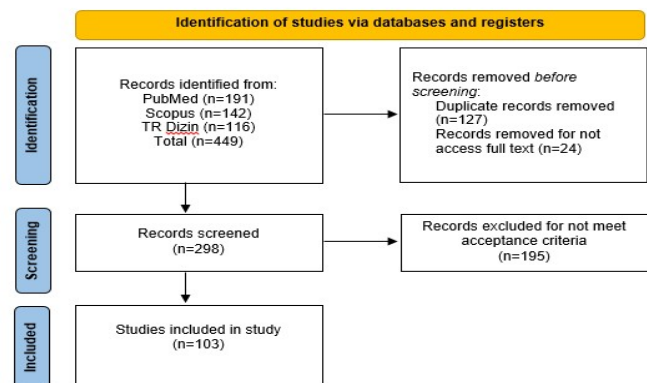 Identification of studies via databases and registers
Identification
Records identified from:
PubMed (n=191)
Scopus (n=142)
TR Dizin (n=116)
Total (n=449)
Records removed before
screening:
Duplicate records removed
(n=127)
Records removed for not
access full text (n=24)
Screening
Records screened
(n=298)
Records excluded for not meet
acceptance criteria
(n=195)
Included
Studies included in study
(n=103)